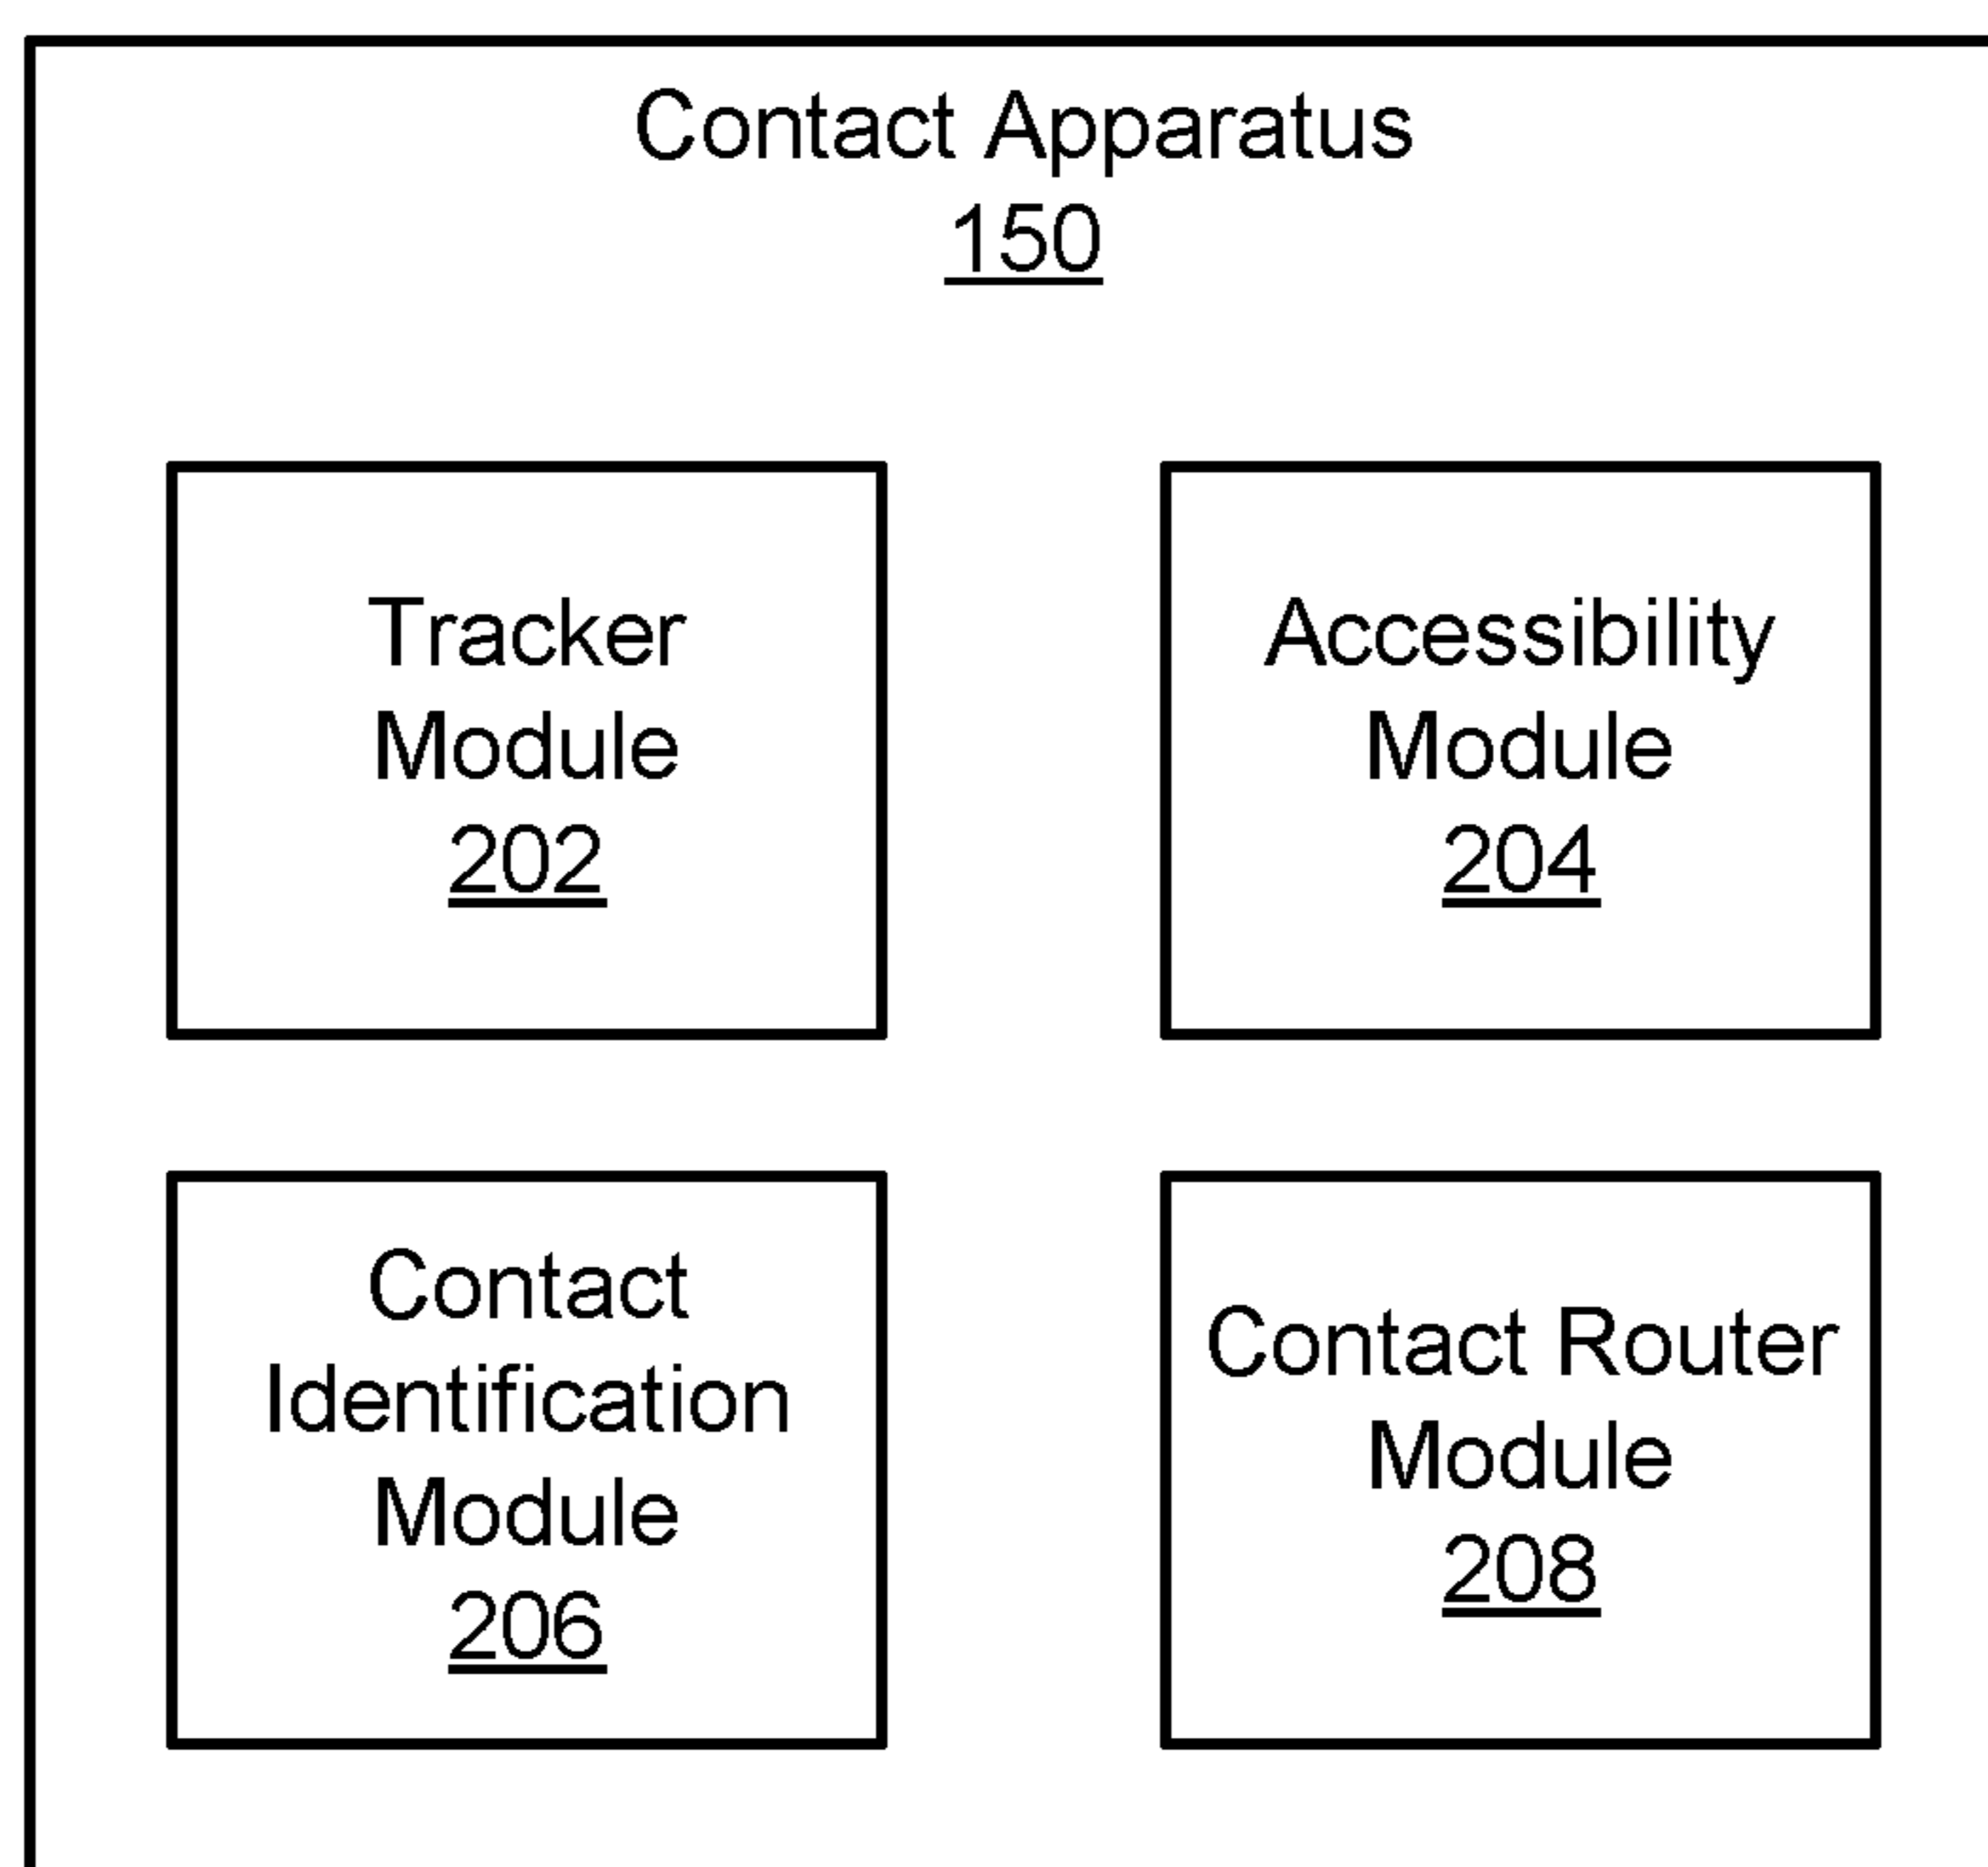 Contact Apparatus
150
Tracker
Module
202
Accessibility
Module
204
Contact
Identification
Module
206
Contact Router
Module
208